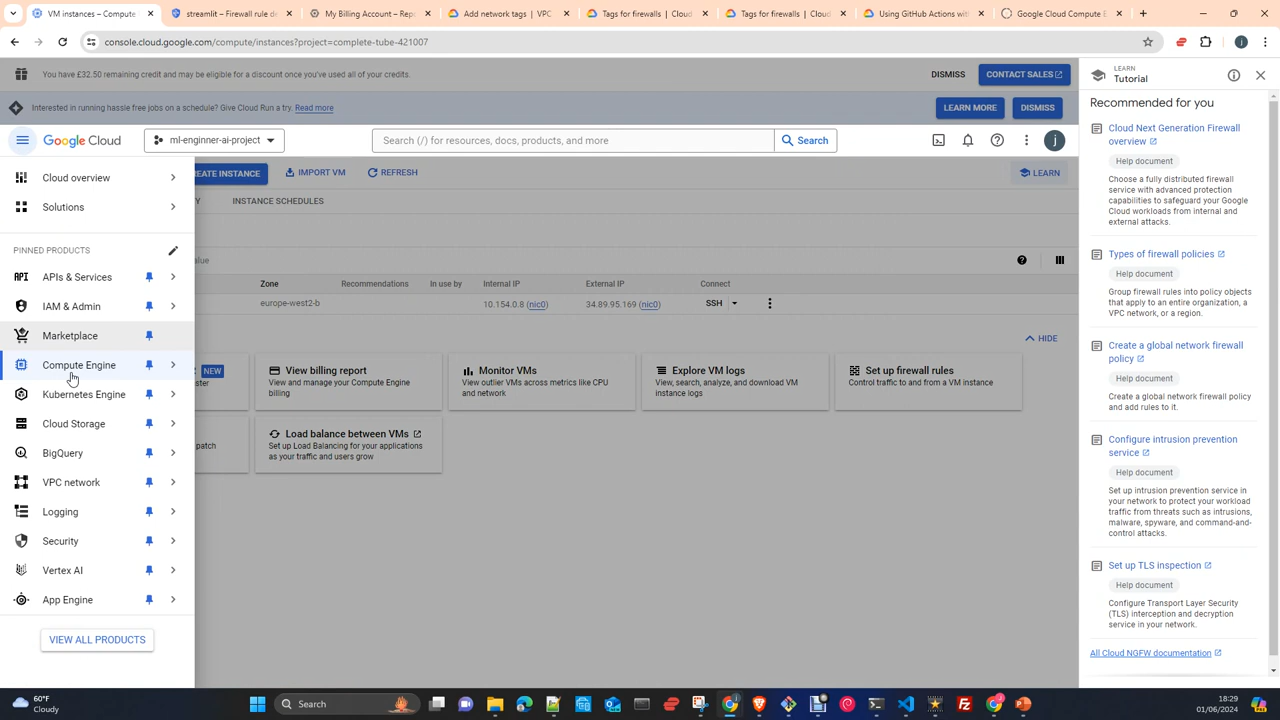 VM instances – Compute En
streamlit – Firewall rule de
My Billing Account – Repo
Add network tags | VPC
Tags for firewalls | Cloud
Tags for firewalls | Cloud
Using GitHub Actions with
Google Cloud Compute E
console.cloud.google.com/compute/instances?project=complete-tube-421007
You have £32.50 remaining credit and may be eligible for a discount once you've used all of your credits.
DISMISS
CONTACT SALES
Interested in running hassle free jobs on a schedule? Give Cloud Run a try. Read more
LEARN MORE
DISMISS
Google Cloud
ml-enginner-ai-project
Search (/) for resources, docs, products, and more
Search
j
Cloud overview
Solutions
PINNED PRODUCTS
API APIs & Services
IAM & Admin
Marketplace
Compute Engine
Kubernetes Engine
Cloud Storage
BigQuery
VPC network
Logging
Security
Vertex AI
App Engine
VIEW ALL PRODUCTS
REATE INSTANCE
IMPORT VM
REFRESH
LEARN
Y
INSTANCE SCHEDULES
alue
Zone
Recommendations
In use by
Internal IP
External IP
Connect
europe-west2-b
10.154.0.8 (nic0)
34.89.95.169 (nic0)
SSH
HIDE
NEW
ster
View billing report
View and manage your Compute Engine
billing
Monitor VMs
View outlier VMs across metrics like CPU
and network
Explore VM logs
View, search, analyze, and download VM
instance logs
Set up firewall rules
Control traffic to and from a VM instance
patch
Load balance between VMs
Set up Load Balancing for your applications
as your traffic and users grow
LEARN
Tutorial
Recommended for you
Cloud Next Generation Firewall
overview
Help document
Choose a fully distributed firewall
service with advanced protection
capabilities to safeguard your Google
Cloud workloads from internal and
external attacks.
Types of firewall policies
Help document
Group firewall rules into policy objects
that apply to an entire organization, a
VPC network, or a region.
Create a global network firewall
policy
Help document
Create a global network firewall policy
and add rules to it.
Configure intrusion prevention
service
Help document
Set up intrusion prevention service in
your network to protect your workload
traffic from threats such as intrusions,
malware, spyware, and command-and-
control attacks.
Set up TLS inspection
Help document
Configure Transport Layer Security
(TLS) interception and decryption
service in your network.
All Cloud NGFW documentation
60°F
Cloudy
Search
18:29
01/06/2024